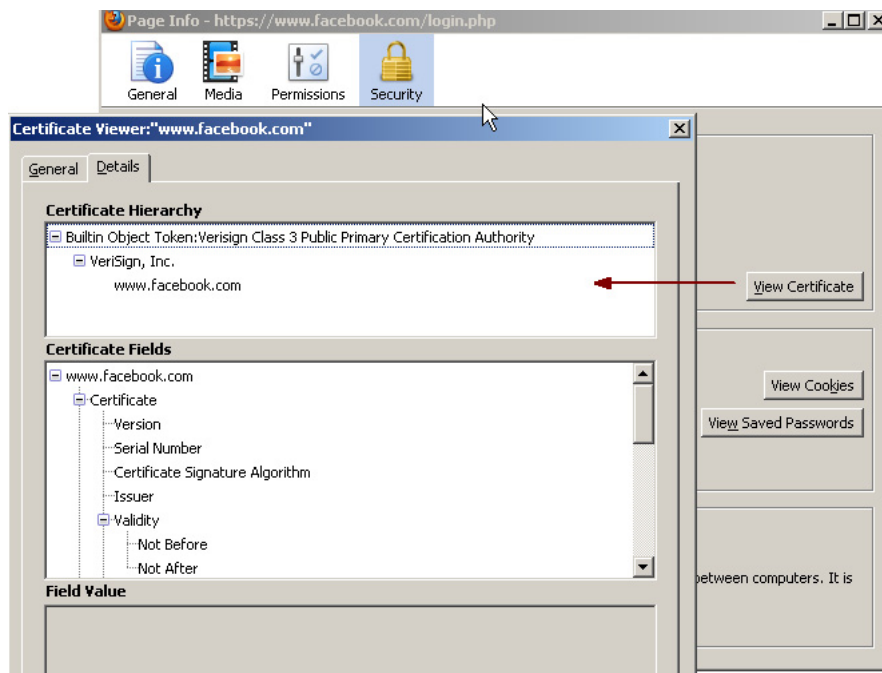 Page Info - https://www.facebook.com/login.php
General Media Permissions Security
Certificate Viewer:"www.facebook.com"
General Details
Certificate Hierarchy
Builtin Object Token:Verisign Class 3 Public Primary Certification Authority
VeriSign, Inc.
www.facebook.com
View Certificate
Certificate Fields
www.facebook.com
Certificate
View Cookies
Version
View Saved Passwords
Serial Number
Certificate Signature Algorithm
Issuer
Validity
Not Before
Not After
between computers. It is
Field Value